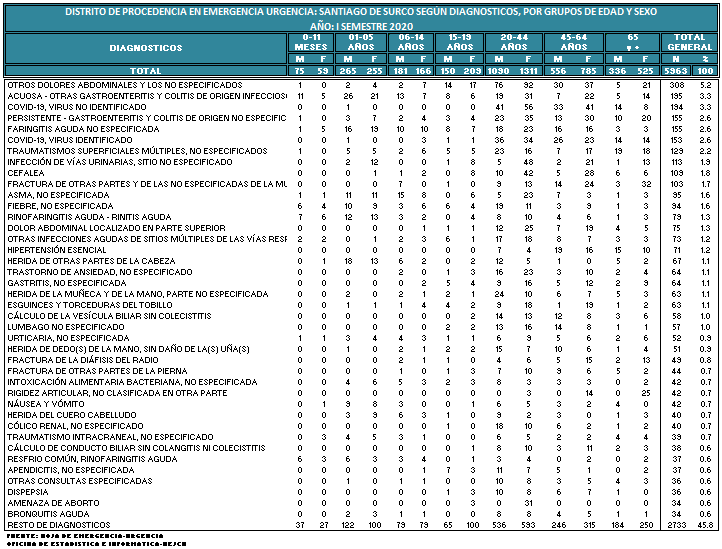 DISTRITO DE PROCEDENCIA EN EMERGENCIA URGENCIA: SANTIAGO DE SURCO SEGÚN DIAGNOSTICOS, POR GRUPOS DE EDAD Y SEXO
AÑO: I SEMESTRE 2020
DIAGNOSTICOS 0-11 MESES 01-05 AÑOS 06-14 AÑOS 15-19 AÑOS 20-44 AÑOS 45-64 AÑOS 65 y + TOTAL GENERAL
M F M F M F M F M F M F M F N %
TOTAL 75 59 265 255 181 166 150 209 1090 1311 556 785 336 525 5963 100
OTROS DOLORES ABDOMINALES Y LOS NO ESPECIFICADOS 1 0 2 4 2 7 14 17 76 92 30 37 5 21 308 5.2
ACUOSA - OTRAS GASTROENTERITIS Y COLITIS DE ORIGEN INFECCIOSO 11 5 26 21 13 7 8 6 19 31 7 22 5 14 195 3.3
COVID-19, VIRUS NO IDENTIFICADO 0 0 1 0 0 0 0 0 41 56 33 41 14 8 194 3.3
PERSISTENTE - GASTROENTERITIS Y COLITIS DE ORIGEN NO ESPECIFIC 1 0 3 7 2 4 3 4 23 35 13 30 10 20 155 2.6
FARINGITIS AGUDA NO ESPECIFICADA 1 5 16 19 10 10 8 7 18 23 16 16 3 3 155 2.6
COVID-19, VIRUS IDENTIFICADO 0 0 1 0 0 3 1 1 36 34 26 23 14 14 153 2.6
TRAUMATISMOS SUPERFICIALES MÚLTIPLES, NO ESPECIFICADOS 1 0 5 5 2 6 5 5 23 16 7 17 19 18 129 2.2
INFECCIÓN DE VÍAS URINARIAS, SITIO NO ESPECIFICADO 0 0 2 12 0 0 1 8 5 48 2 21 1 13 113 1.9
CEFALEA 0 0 0 1 1 2 0 8 10 42 5 28 6 6 109 1.8
FRACTURA DE OTRAS PARTES Y DE LAS NO ESPECIFICADAS DE LA MU 0 0 0 0 7 0 1 0 9 13 14 24 3 32 103 1.7
ASMA, NO ESPECIFICADA 1 1 11 11 15 8 0 6 5 23 7 3 1 3 95 1.6
FIEBRE, NO ESPECIFICADA 6 4 10 9 3 6 6 4 19 11 3 9 1 3 94 1.6
RINOFARINGITIS AGUDA - RINITIS AGUDA 7 6 12 13 3 2 0 4 8 10 4 6 1 3 79 1.3
DOLOR ABDOMINAL LOCALIZADO EN PARTE SUPERIOR 0 0 0 0 0 1 1 1 12 25 7 19 4 5 75 1.3
OTRAS INFECCIONES AGUDAS DE SITIOS MÚLTIPLES DE LAS VÍAS RESP 2 2 0 1 2 3 6 1 17 18 8 7 3 3 73 1.2
HIPERTENSIÓN ESENCIAL 0 0 0 0 0 0 0 0 7 4 19 16 15 10 71 1.2
HERIDA DE OTRAS PARTES DE LA CABEZA 0 1 18 13 6 2 0 2 12 5 1 0 5 2 67 1.1
TRASTORNO DE ANSIEDAD, NO ESPECIFICADO 0 0 0 0 2 0 1 3 16 23 3 10 2 4 64 1.1
GASTRITIS, NO ESPECIFICADA 0 0 0 0 0 2 5 4 9 16 5 12 2 9 64 1.1
HERIDA DE LA MUÑECA Y DE LA MANO, PARTE NO ESPECIFICADA 0 0 2 0 2 1 2 1 24 10 6 7 5 3 63 1.1
ESGUINCES Y TORCEDURAS DEL TOBILLO 0 0 0 1 1 4 4 2 9 18 1 19 2 2 63 1.1
CÁLCULO DE LA VESÍCULA BILIAR SIN COLECISTITIS 0 0 0 0 0 0 0 2 14 13 12 8 3 6 58 1.0
LUMBAGO NO ESPECIFICADO 0 0 0 0 0 0 2 2 13 16 14 8 1 1 57 1.0
URTICARIA, NO ESPECIFICADA 1 1 3 4 4 3 1 1 6 9 5 6 2 6 52 0.9
HERIDA DE DEDO(S) DE LA MANO, SIN DAÑO DE LA(S) UÑA(S) 0 0 1 0 2 1 2 2 15 7 10 6 1 4 51 0.9
FRACTURA DE LA DIÁFISIS DEL RADIO 0 0 0 0 2 1 1 0 4 6 5 15 2 13 49 0.8
FRACTURA DE OTRAS PARTES DE LA PIERNA 0 0 0 0 1 0 1 3 7 10 9 6 5 2 44 0.7
INTOXICACIÓN ALIMENTARIA BACTERIANA, NO ESPECIFICADA 0 0 4 6 5 3 2 3 8 3 3 3 0 2 42 0.7
RIGIDEZ ARTICULAR, NO CLASIFICADA EN OTRA PARTE 0 0 0 0 0 0 0 0 0 3 0 14 0 25 42 0.7
NÁUSEA Y VÓMITO 0 1 9 8 3 0 0 1 6 5 3 2 4 0 42 0.7
HERIDA DEL CUERO CABELLUDO 0 0 3 9 6 3 1 0 9 2 3 0 1 3 40 0.7
CÓLICO RENAL, NO ESPECIFICADO 0 0 0 0 0 0 0 0 18 10 6 2 1 2 40 0.7
TRAUMATISMO INTRACRANEAL, NO ESPECIFICADO 0 3 4 5 1 0 0 0 6 5 2 2 4 7 39 0.7
CÁLCULO DE CONDUCTO BILIAR SIN COLANGITIS NI COLECISTITIS 0 0 0 0 0 0 1 0 8 10 3 11 2 3 38 0.6
RESFRIO COMÚN, RINOFARINGITIS AGUDA 6 3 6 3 3 4 0 1 3 4 0 2 0 2 37 0.6
APENDICITIS, NO ESPECIFICADA 0 0 0 0 1 0 7 3 11 7 5 1 0 2 37 0.6
OTRAS CONSULTAS ESPECIFICADAS 0 0 1 0 1 1 0 2 10 8 3 5 4 3 36 0.6
DISPEPSIA 0 0 0 0 0 0 1 3 10 8 6 7 1 0 36 0.6
AMENAZA DE ABORTO 0 0 0 0 0 0 0 3 0 31 0 0 0 0 34 0.6
BRONQUITIS AGUDA 0 0 2 3 1 0 0 2 8 8 4 5 1 0 34 0.6
RESTO DE DIAGNOSTICOS 37 27 122 100 79 79 65 100 536 593 246 315 184 250 2733 45.8
FUENTE: HOJA DE EMERGENCIA-URGENCIA
OFICINA DE ESTADISTICA E INFORMATICA-HEJCU